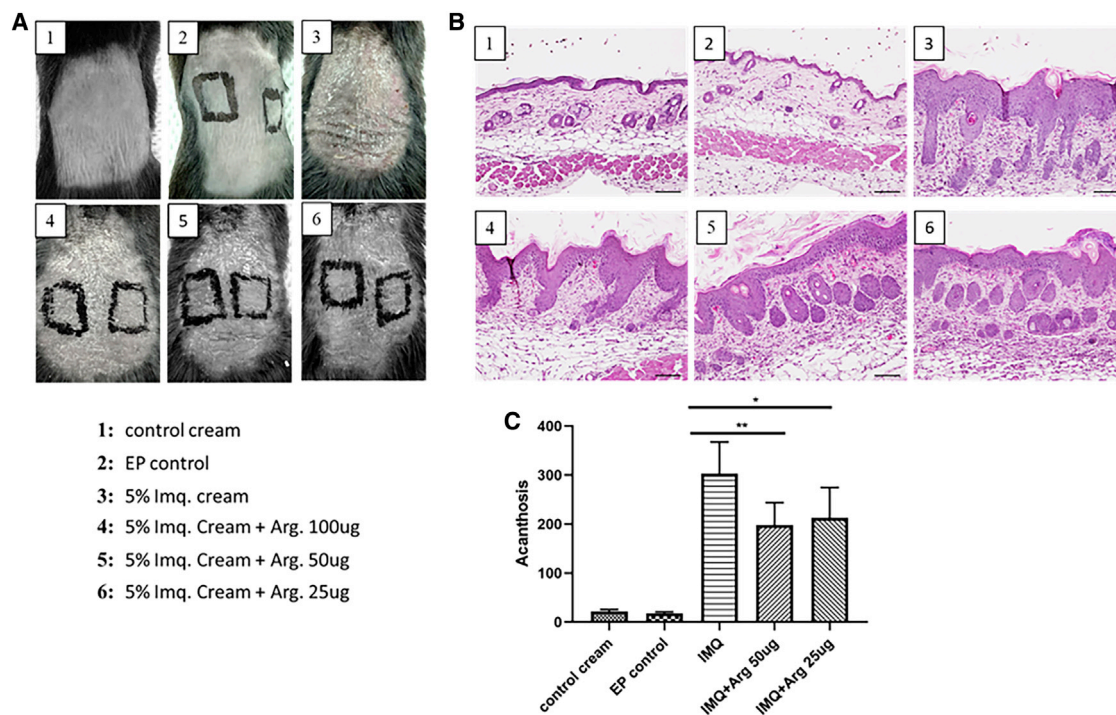 A
1
2
3
4
5
6
B
1
2
3
4
5
6
1: control cream
2: EP control
3: 5% Imq. cream
4: 5% Imq. Cream + Arg. 100ug
5: 5% Imq. Cream + Arg. 50ug
6: 5% Imq. Cream + Arg. 25ug
C
*
**
400
300
200
100
0
Acanthosis
control cream
EP control
IMQ
IMQ+Arg 50ug
IMQ+Arg 25ug